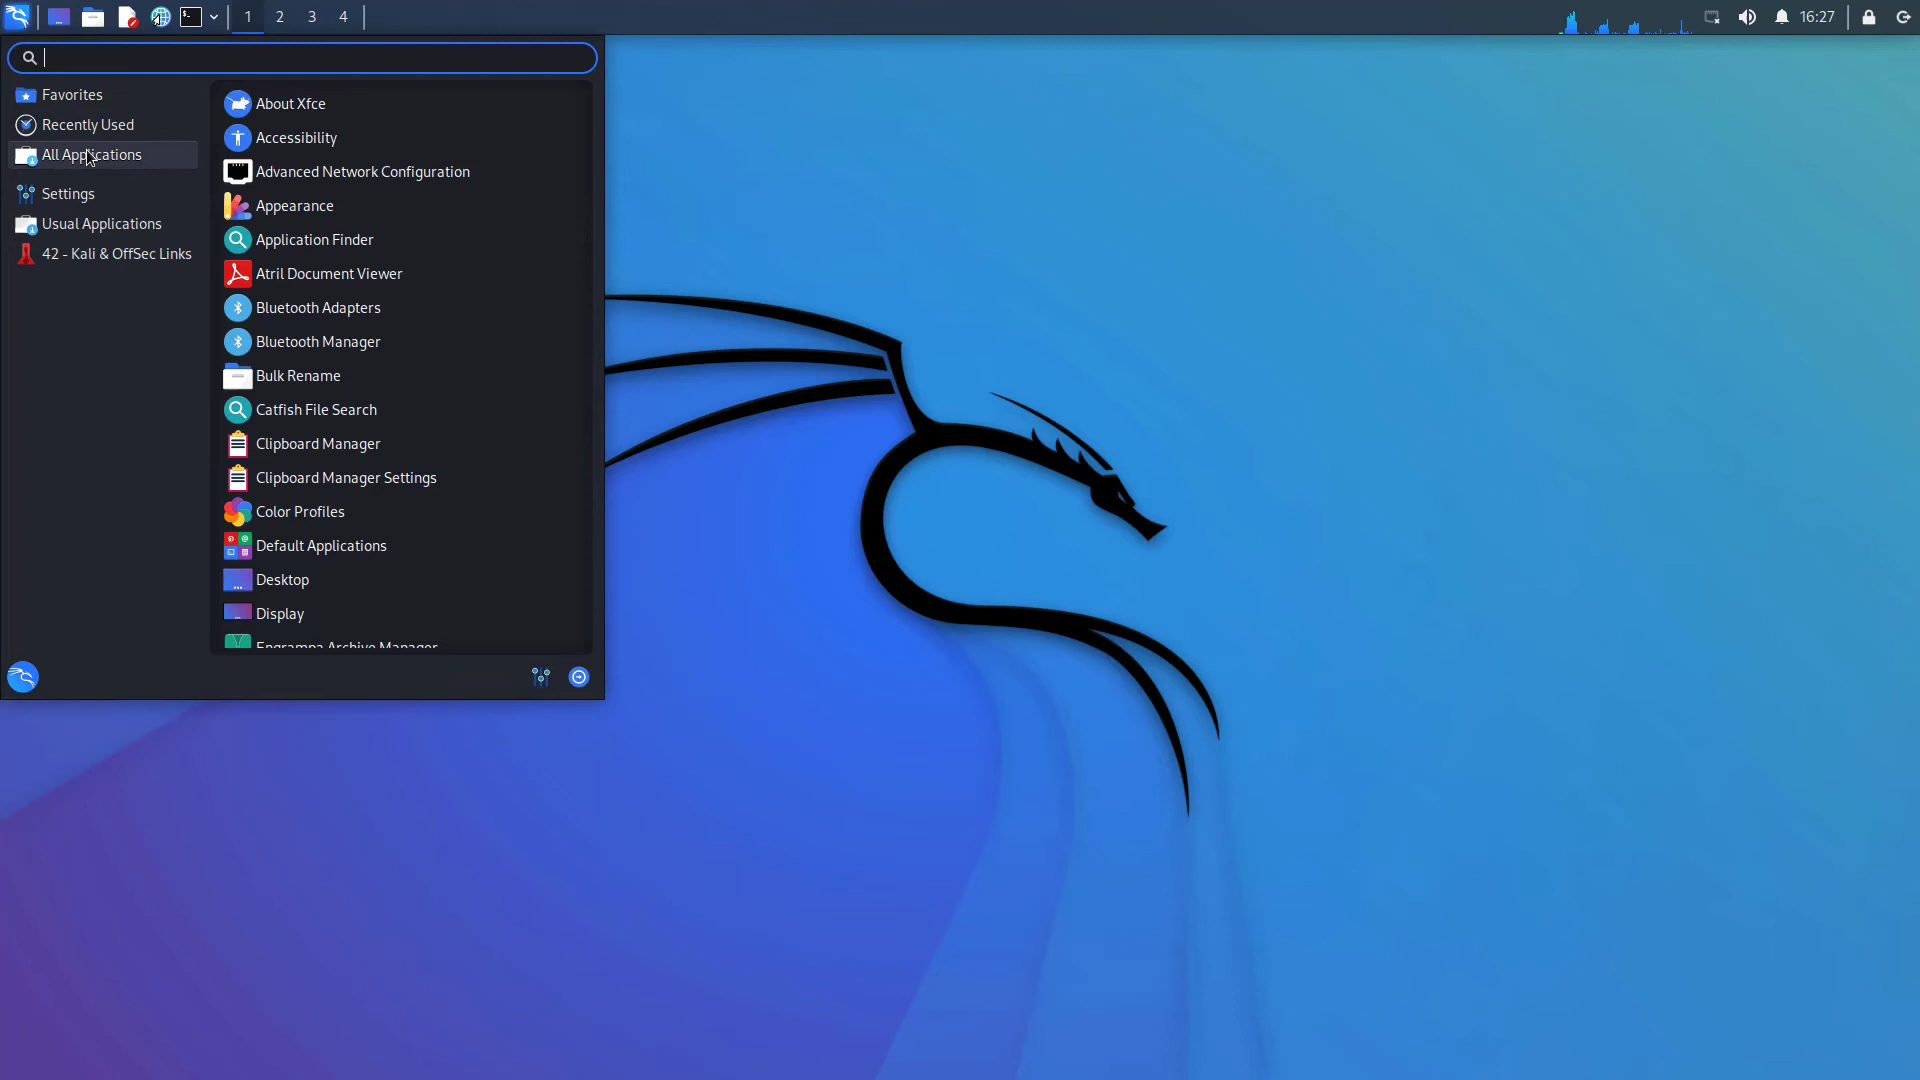 1 2 3 4
16:27
Favorites
Recently Used
All Applications
Settings
Usual Applications
42 - Kali & OffSec Links
About Xfce
Accessibility
Advanced Network Configuration
Appearance
Application Finder
Atril Document Viewer
Bluetooth Adapters
Bluetooth Manager
Bulk Rename
Catfish File Search
Clipboard Manager
Clipboard Manager Settings
Color Profiles
Default Applications
Desktop
Display
Engrampa Archive Manager